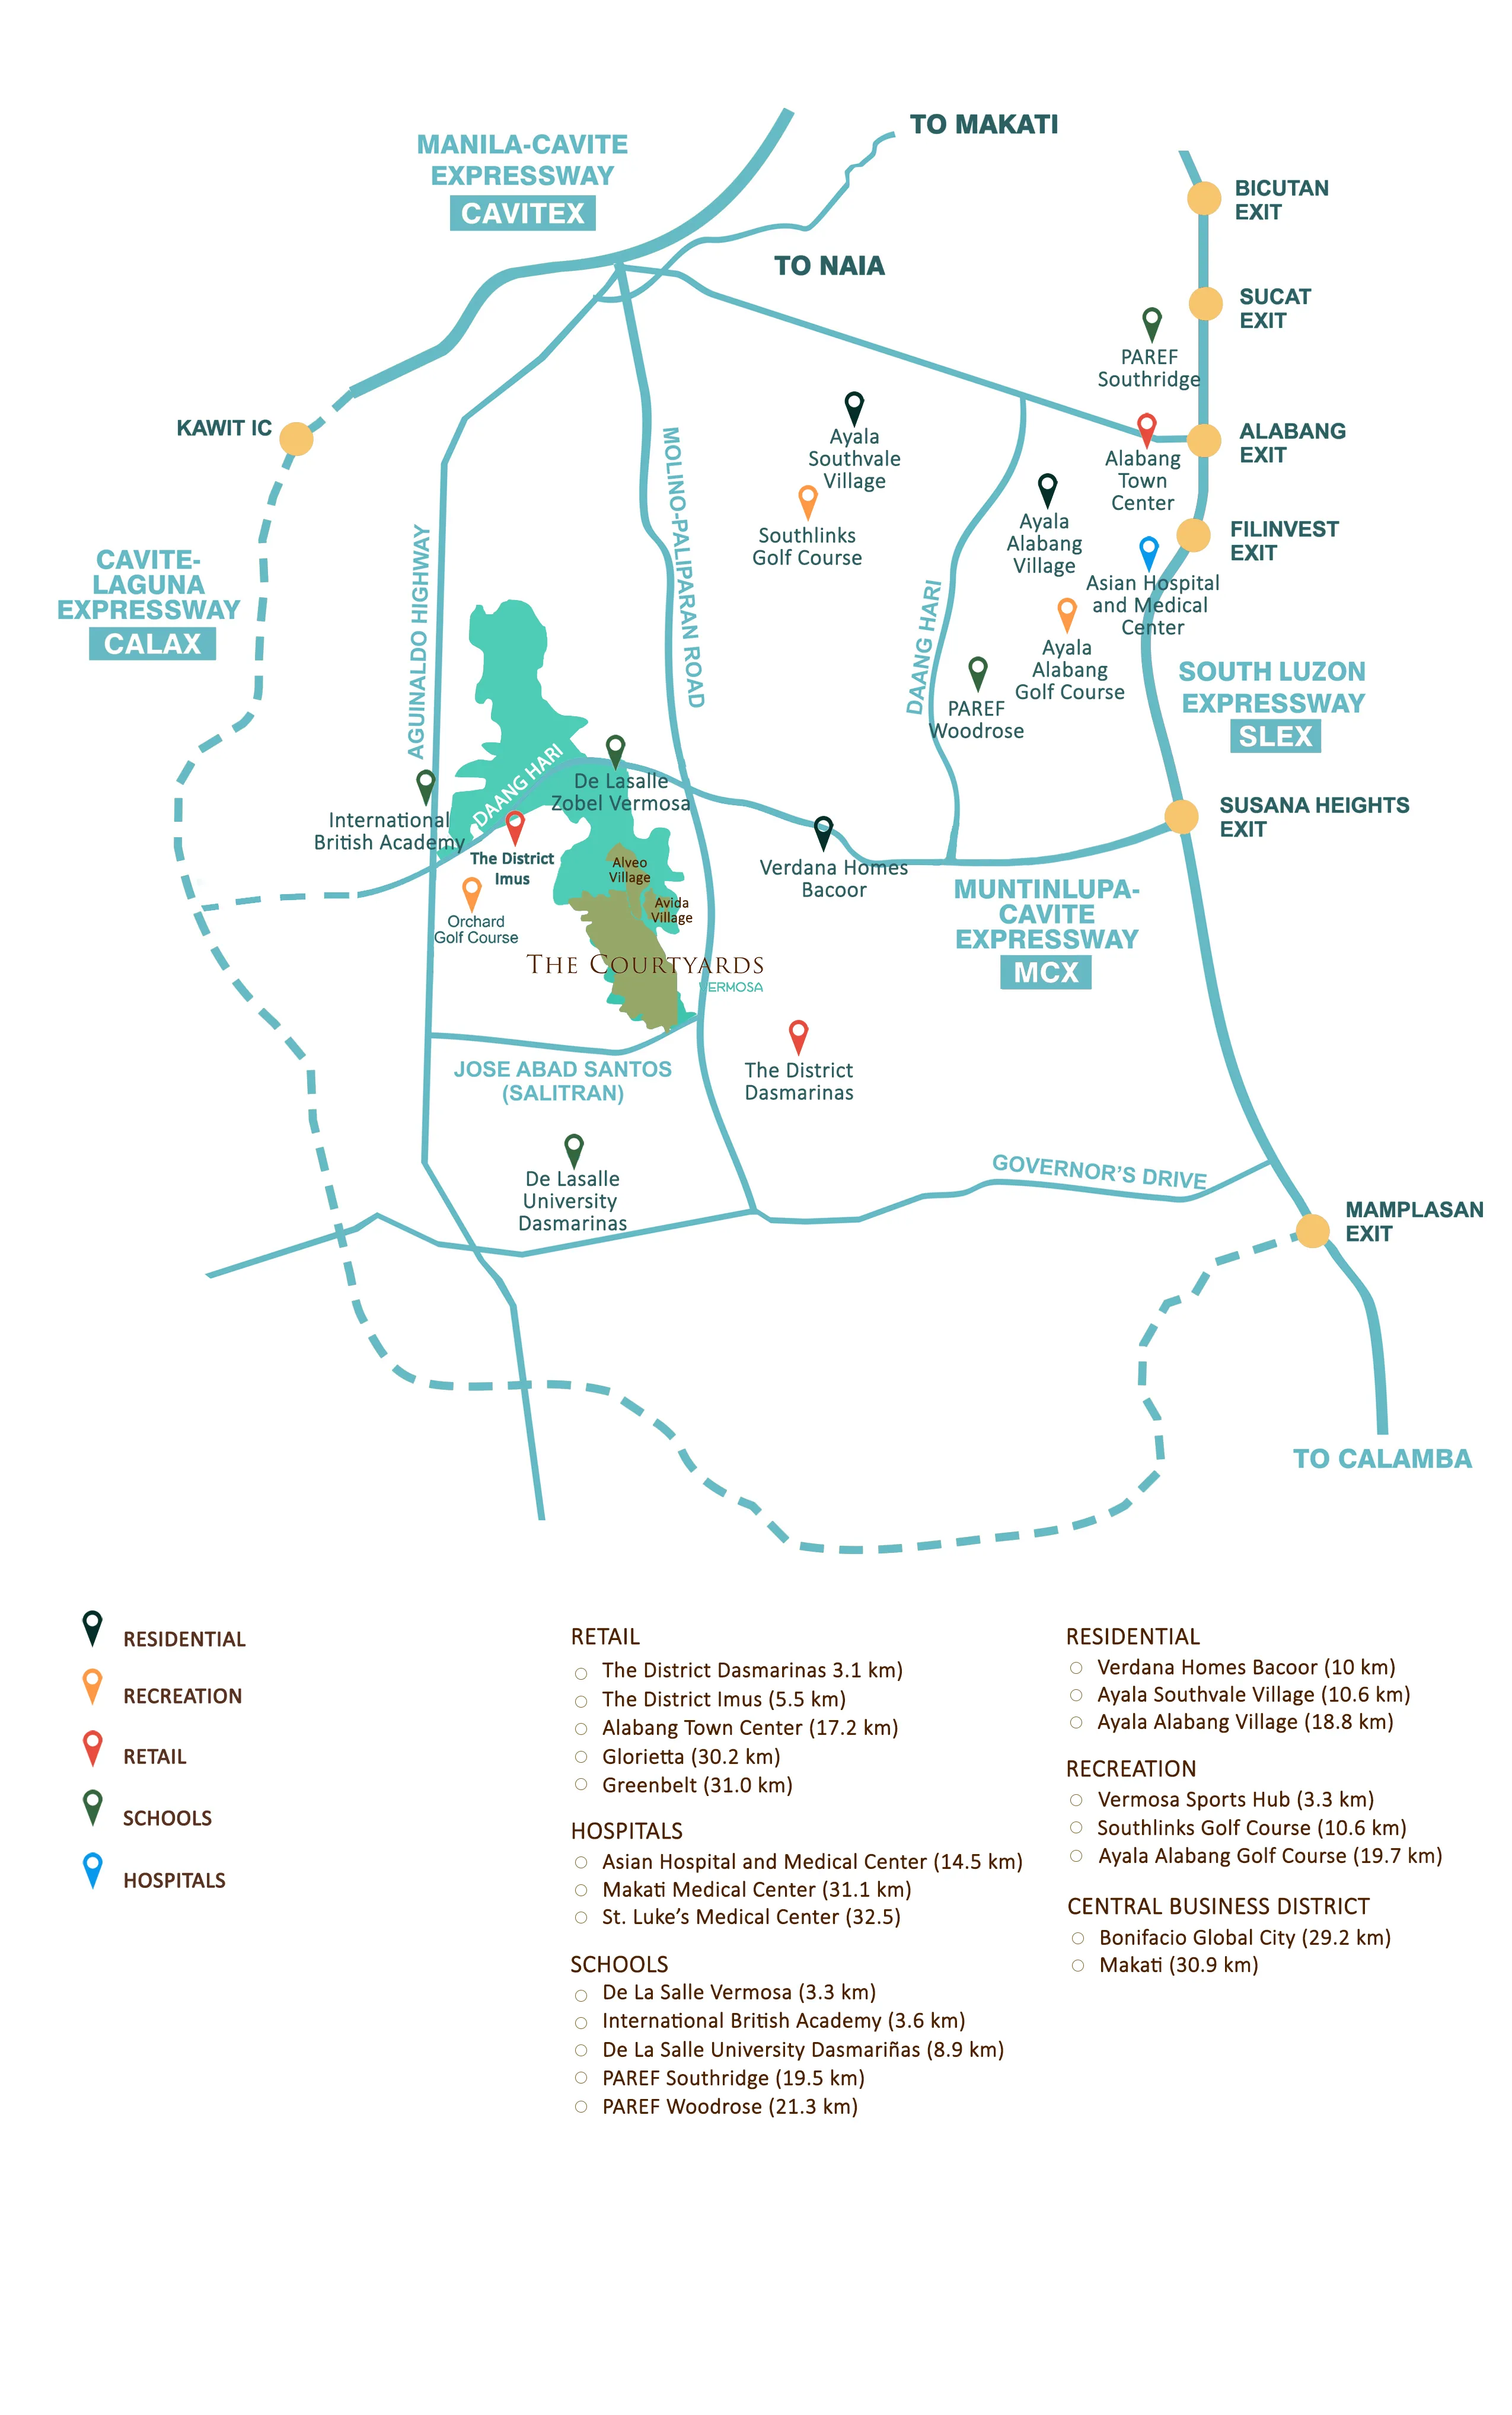 MANILA-CAVITE
EXPRESSWAY
CAVITEX
TO MAKATI
TO NAIA
BICUTAN
EXIT
SUCAT
EXIT
PAREF
Southridge
KAWIT IC
Ayala
Southvale
Village
Alabang
Town
Center
ALABANG
EXIT
MOLINO-PALIPARAN ROAD
Southlinks
Golf Course
Ayala
Alabang
Village
FILINVEST
EXIT
AGUINALDO HIGHWAY
CAVITE-
LAGUNA
EXPRESSWAY
CALAX
Asian Hospital
and Medical
Center
DAANG HARI
Ayala
Alabang
Golf Course
PAREF
Woodrose
SOUTH LUZON
EXPRESSWAY
SLEX
DAANG HARI
De Lasalle
Zobel Vermosa
International
British Academy
The District
Imus
Alveo
Village
Avida
Village
Orchard
Golf Course
Verdana Homes
Bacoor
SUSANA HEIGHTS
EXIT
MUNTINLUPA-
CAVITE
EXPRESSWAY
MCX
THE COURTYARDS
VERMOSA
JOSE ABAD SANTOS
(SALITRAN)
The District
Dasmarinas
De Lasalle
University
Dasmarinas
GOVERNOR'S DRIVE
MAMPLASAN
EXIT
TO CALAMBA
RESIDENTIAL
RECREATION
RETAIL
SCHOOLS
HOSPITALS
RETAIL
The District Dasmarinas 3.1 km)
The District Imus (5.5 km)
Alabang Town Center (17.2 km)
Glorietta (30.2 km)
Greenbelt (31.0 km)
HOSPITALS
Asian Hospital and Medical Center (14.5 km)
Makati Medical Center (31.1 km)
St. Luke's Medical Center (32.5)
SCHOOLS
De La Salle Vermosa (3.3 km)
International British Academy (3.6 km)
De La Salle University Dasmariñas (8.9 km)
PAREF Southridge (19.5 km)
PAREF Woodrose (21.3 km)
RESIDENTIAL
Verdana Homes Bacoor (10 km)
Ayala Southvale Village (10.6 km)
Ayala Alabang Village (18.8 km)
RECREATION
Vermosa Sports Hub (3.3 km)
Southlinks Golf Course (10.6 km)
Ayala Alabang Golf Course (19.7 km)
CENTRAL BUSINESS DISTRICT
Bonifacio Global City (29.2 km)
Makati (30.9 km)